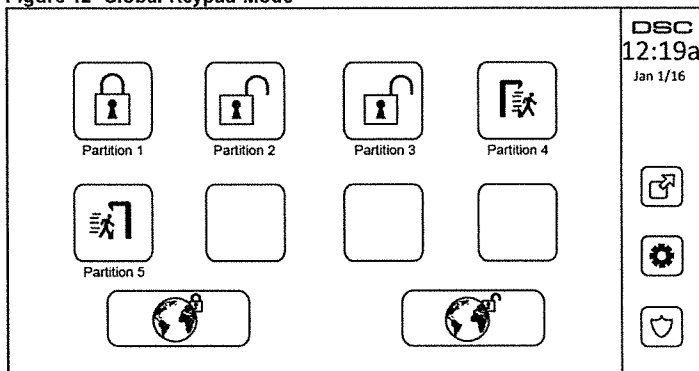 Figure 12 Global Keypad Mode
DSC
12:19a
Jan 1/16
Partition 1
Partition 2
Partition 3
Partition 4
Partition 5